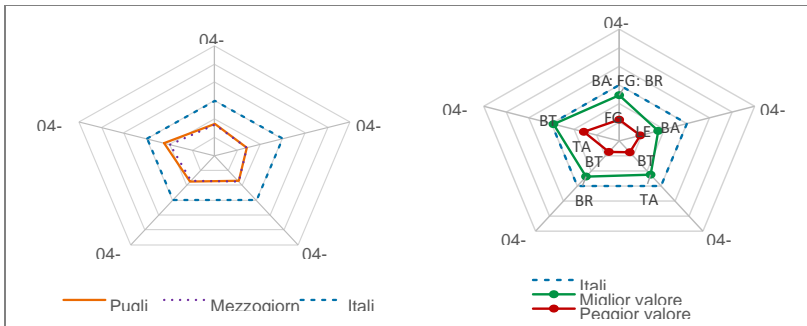 04-
04-
04-
04-
04-
Pugli
Mezzogiorn
Itali
04-
BA: FG: BR
04-
04-
FG
BT
BA
LE
TA
BT
BT
BR
TA
04-
04-
Itali
Miglior valore
Peggior valore